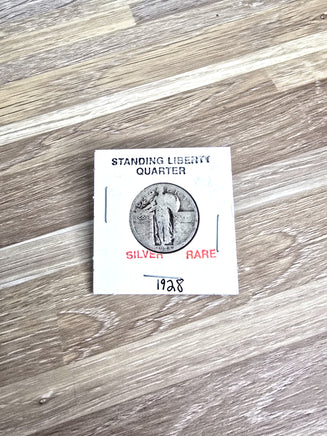 STANDING LIBERTY
QUARTER
SILVER RARE
1928